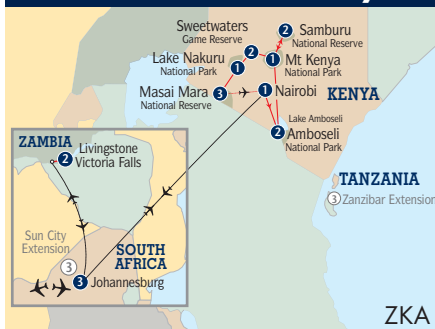 Sweetwaters
Game Reserve
2
Samburu
National Reserve
2
Lake Nakuru
National Park
1
1
Mt Kenya
National Park
Masai Mara
National Reserve
3
1
Nairobi
KENYA
Lake Amboseli
2
Amboseli
National Park
ZAMBIA
2
Livingstone
Victoria Falls
TANZANIA
3
Zanzibar Extension
Sun City
Extension
3
SOUTH
AFRICA
3
Johannesburg
ZKA